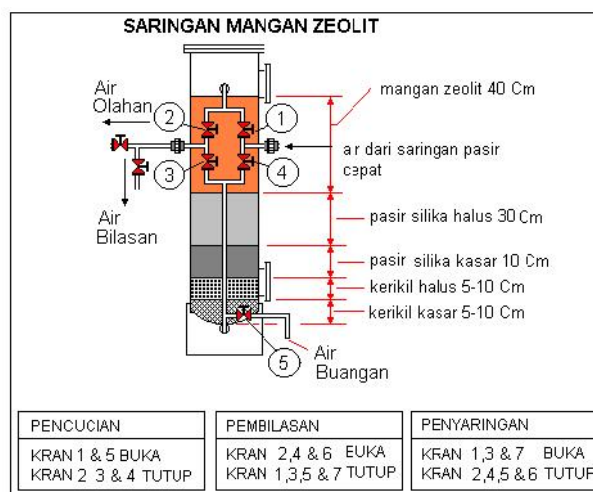 SARINGAN MANGAN ZEOLIT
Air
Olahan
2
1
mangan zeolit 40 Cm
air dari saringan pasir
cepat
3
4
Air
Bilasan
pasir silika halus 30 Cm
pasir silika kasar 10 Cm
kerikil halus 5-10 Cm
kerikil kasar 5-10 Cm
5
Air
Buangan
PENCUCIAN
KRAN 1 & 5 BUKA
KRAN 2 3 & 4 TUTUP
PEMBILASAN
KRAN 2,4 & 6 EUKA
KRAN 1,3,5 & 7 TUTUP
PENYARINGAN
KRAN 1,3 & 7 BUKA
KRAN 2,4,5 & 6 TUTUP